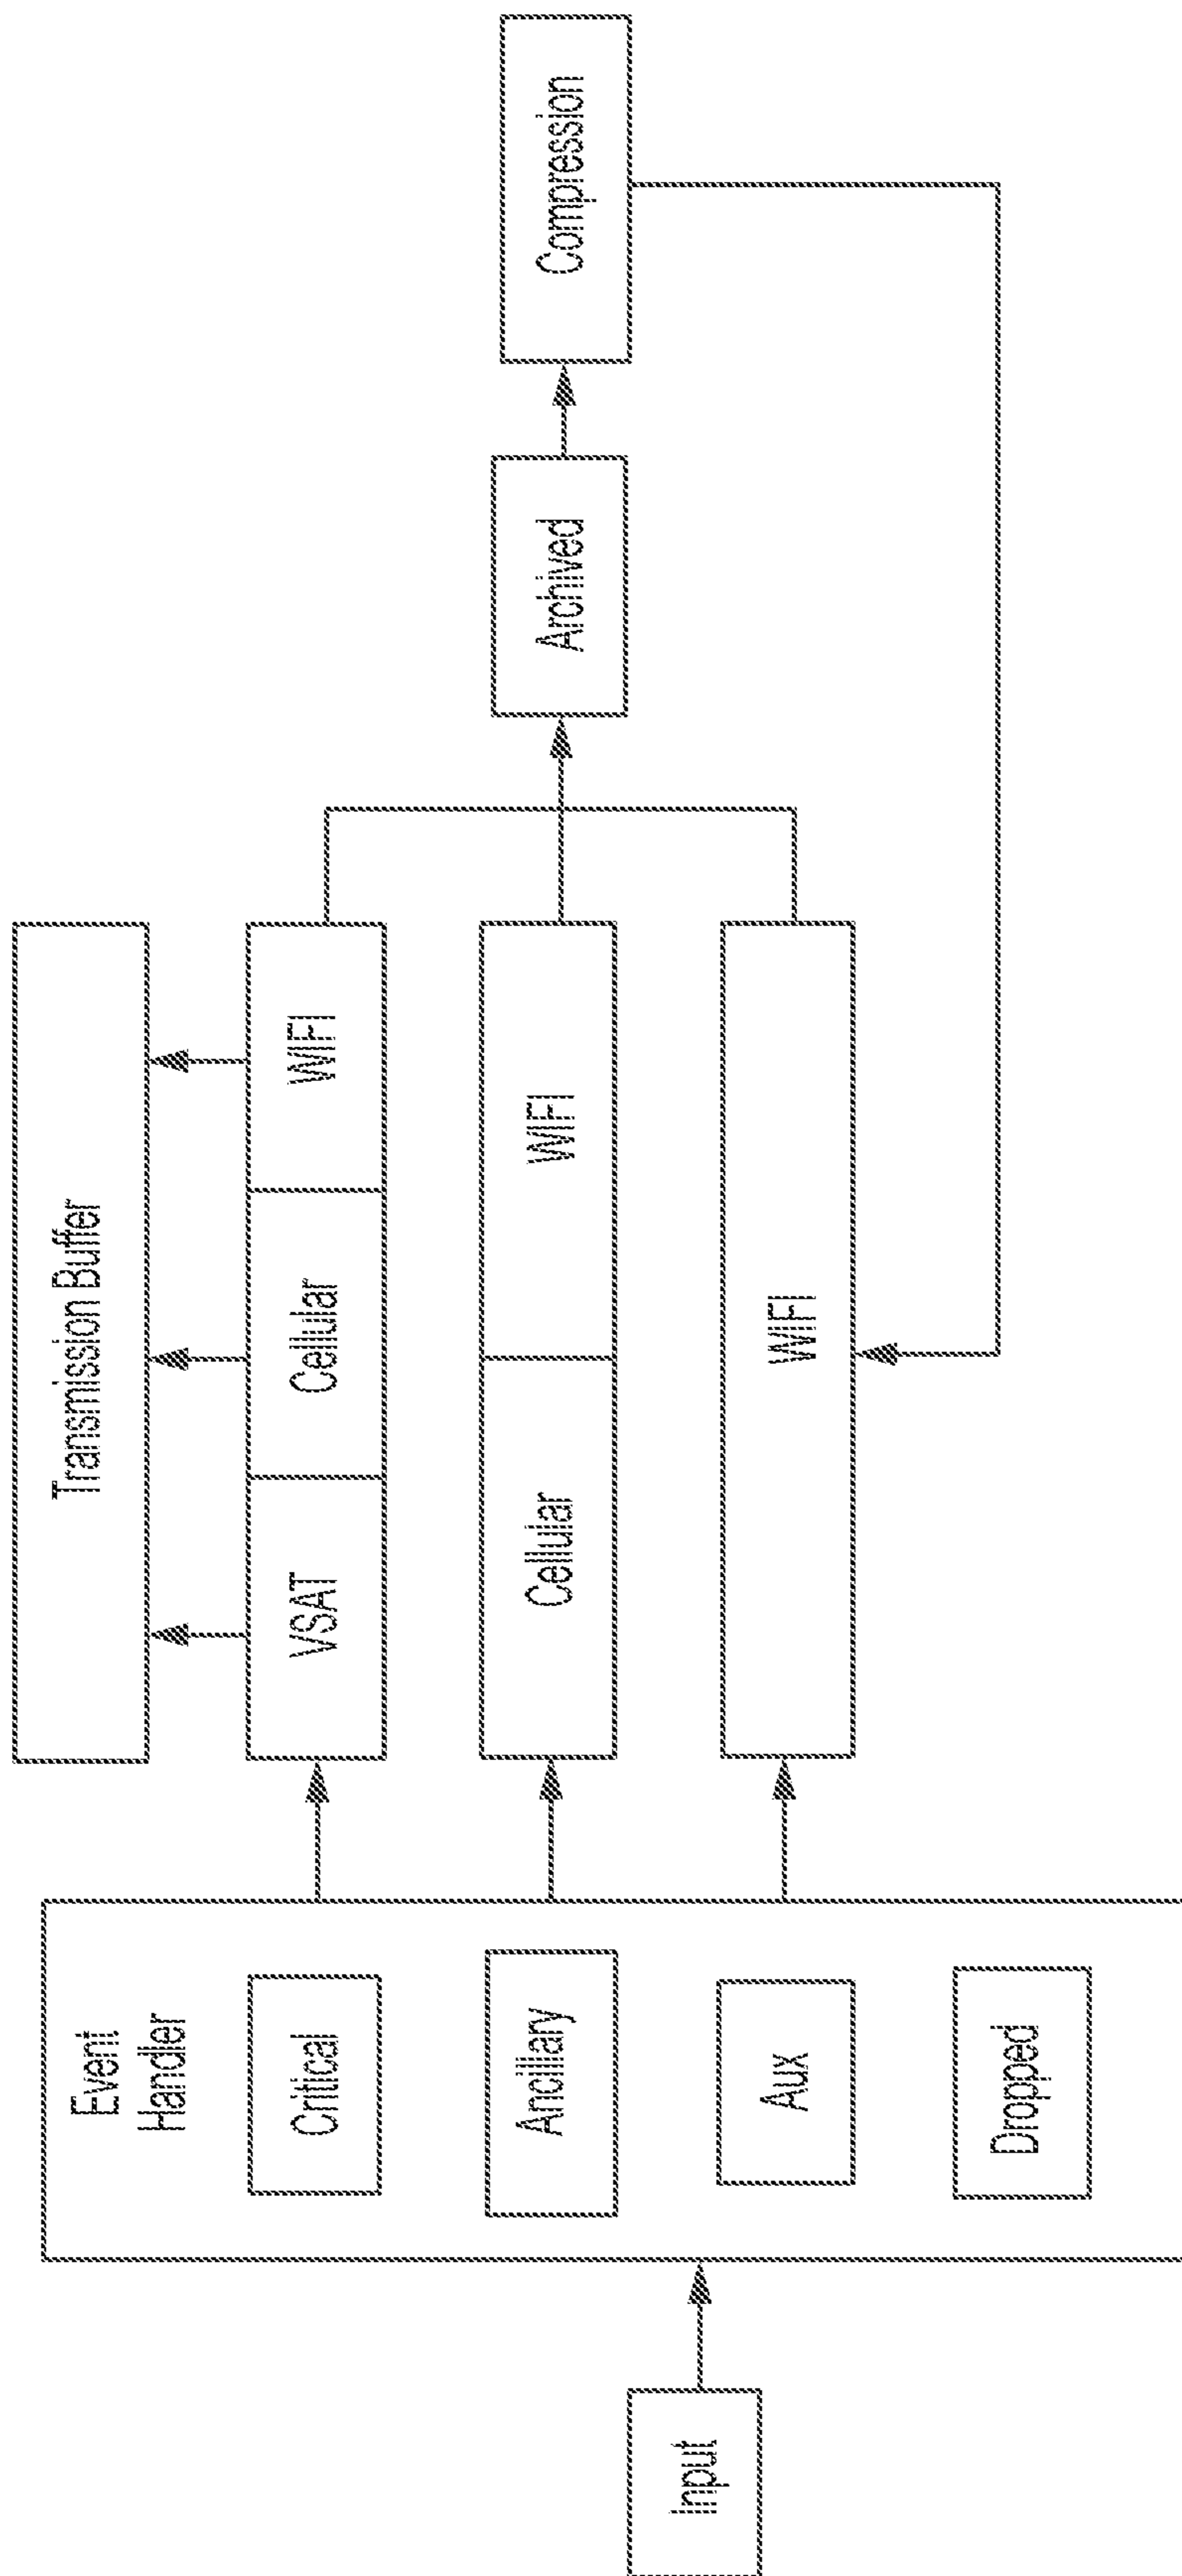 Input
Event
Handler
Critical
Ancillary
Aux
Dropped
Transmission Buffer
VSAT
Cellular
WIFI
Cellular
WIFI
WIFI
Archived
Compression